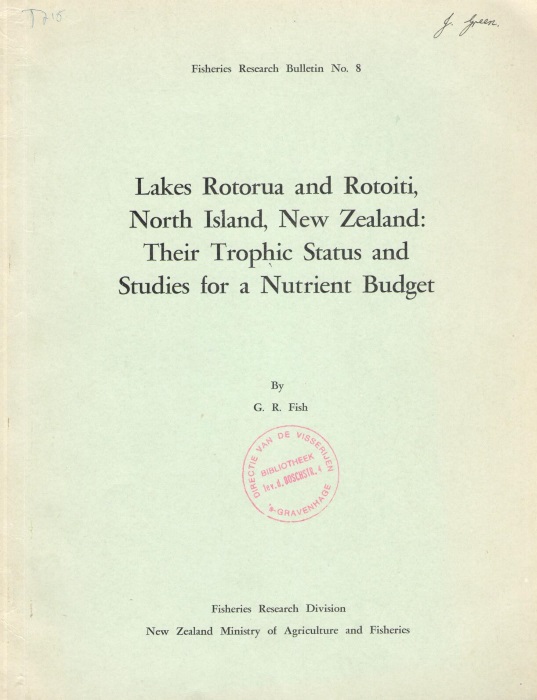 J. Green.
Fisheries Research Bulletin No. 8
Lakes Rotorua and Rotoiti,
North Island, New Zealand:
Their Trophic Status and
Studies for a Nutrient Budget
By
G. R. Fish
DIRECTIE VAN DE VISSERIJEN
BIBLIOTHEEK
's-GRAVENHAGE
Fisheries Research Division
New Zealand Ministry of Agriculture and Fisheries